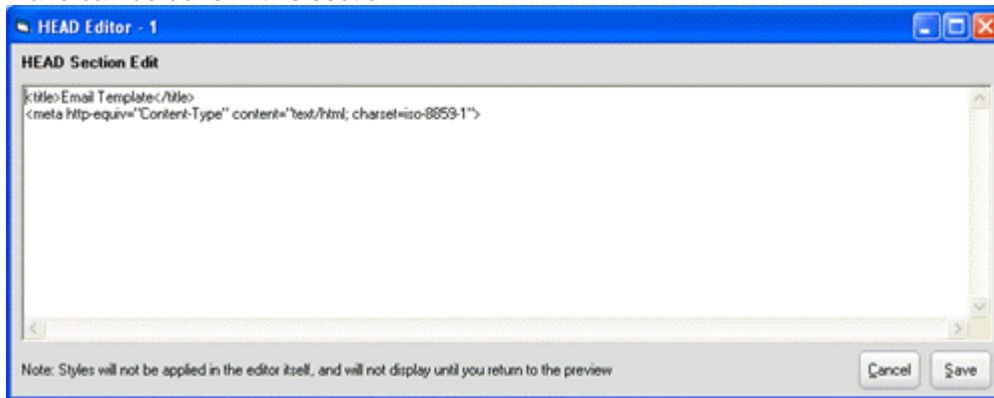 HEAD Editor - 1
HEAD Section Edit
<title>Email Template</title>
<meta http-equiv="Content-Type" content="text/html; charset=iso-8859-1">
Note: Styles will not be applied in the editor itself, and will not display until you return to the preview
Cancel
Save